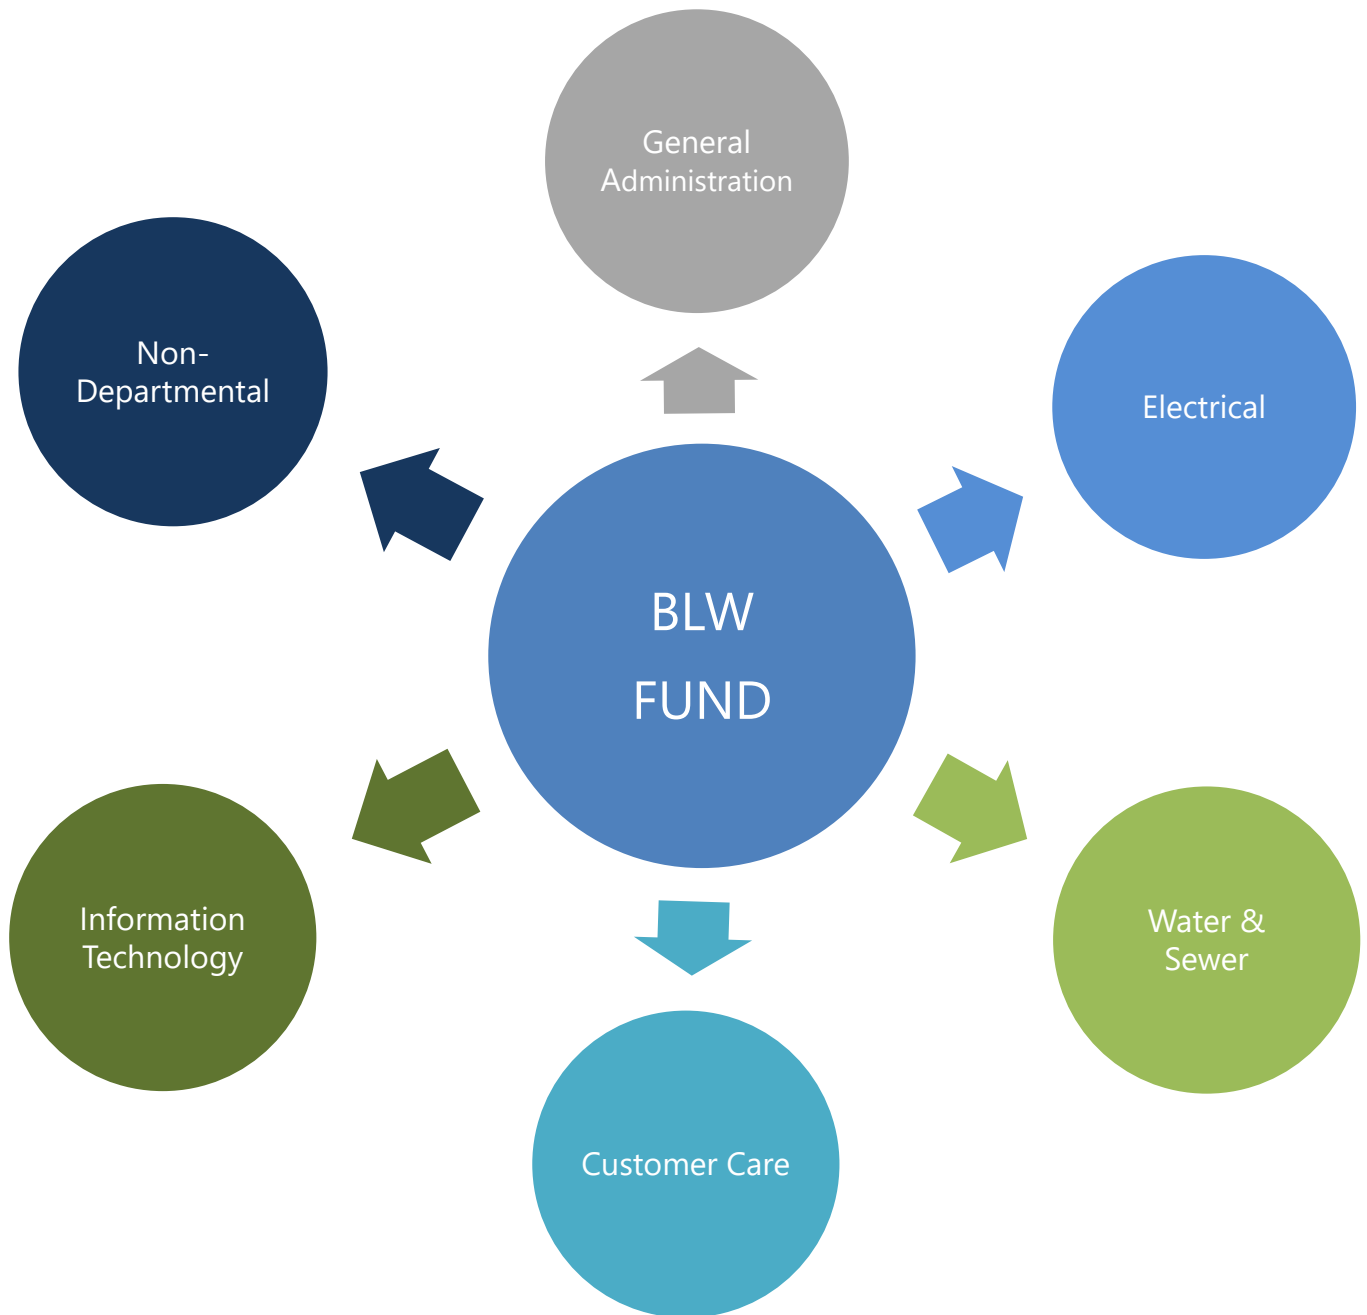 General
Administration
Non-
Departmental
Electrical
BLW
FUND
Information
Technology
Water &
Sewer
Customer Care